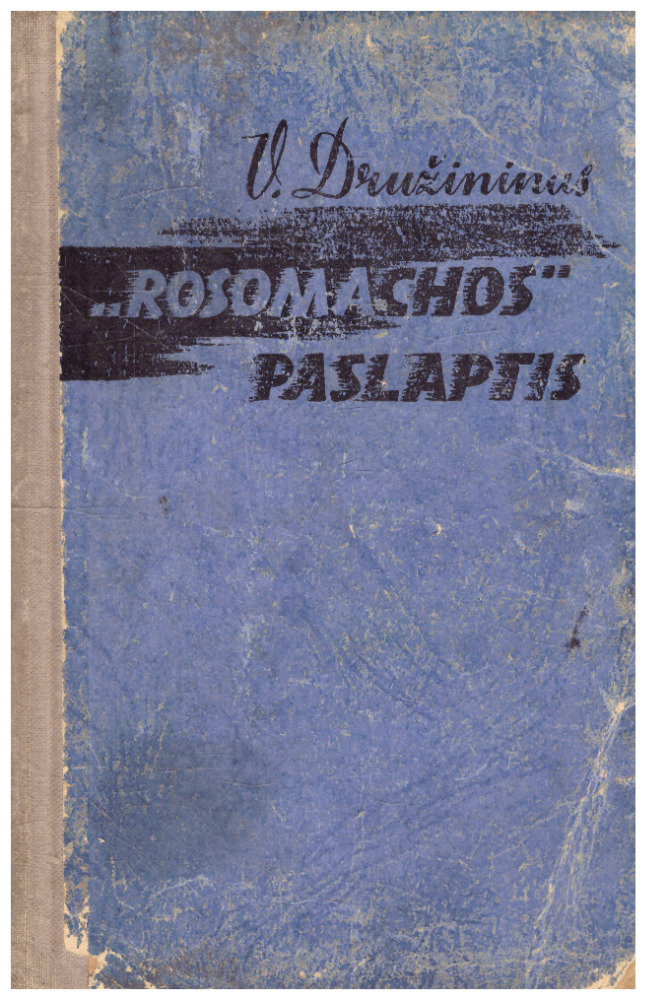 V. Družininas
„ROSOMACHOS“
PASLAPTIS